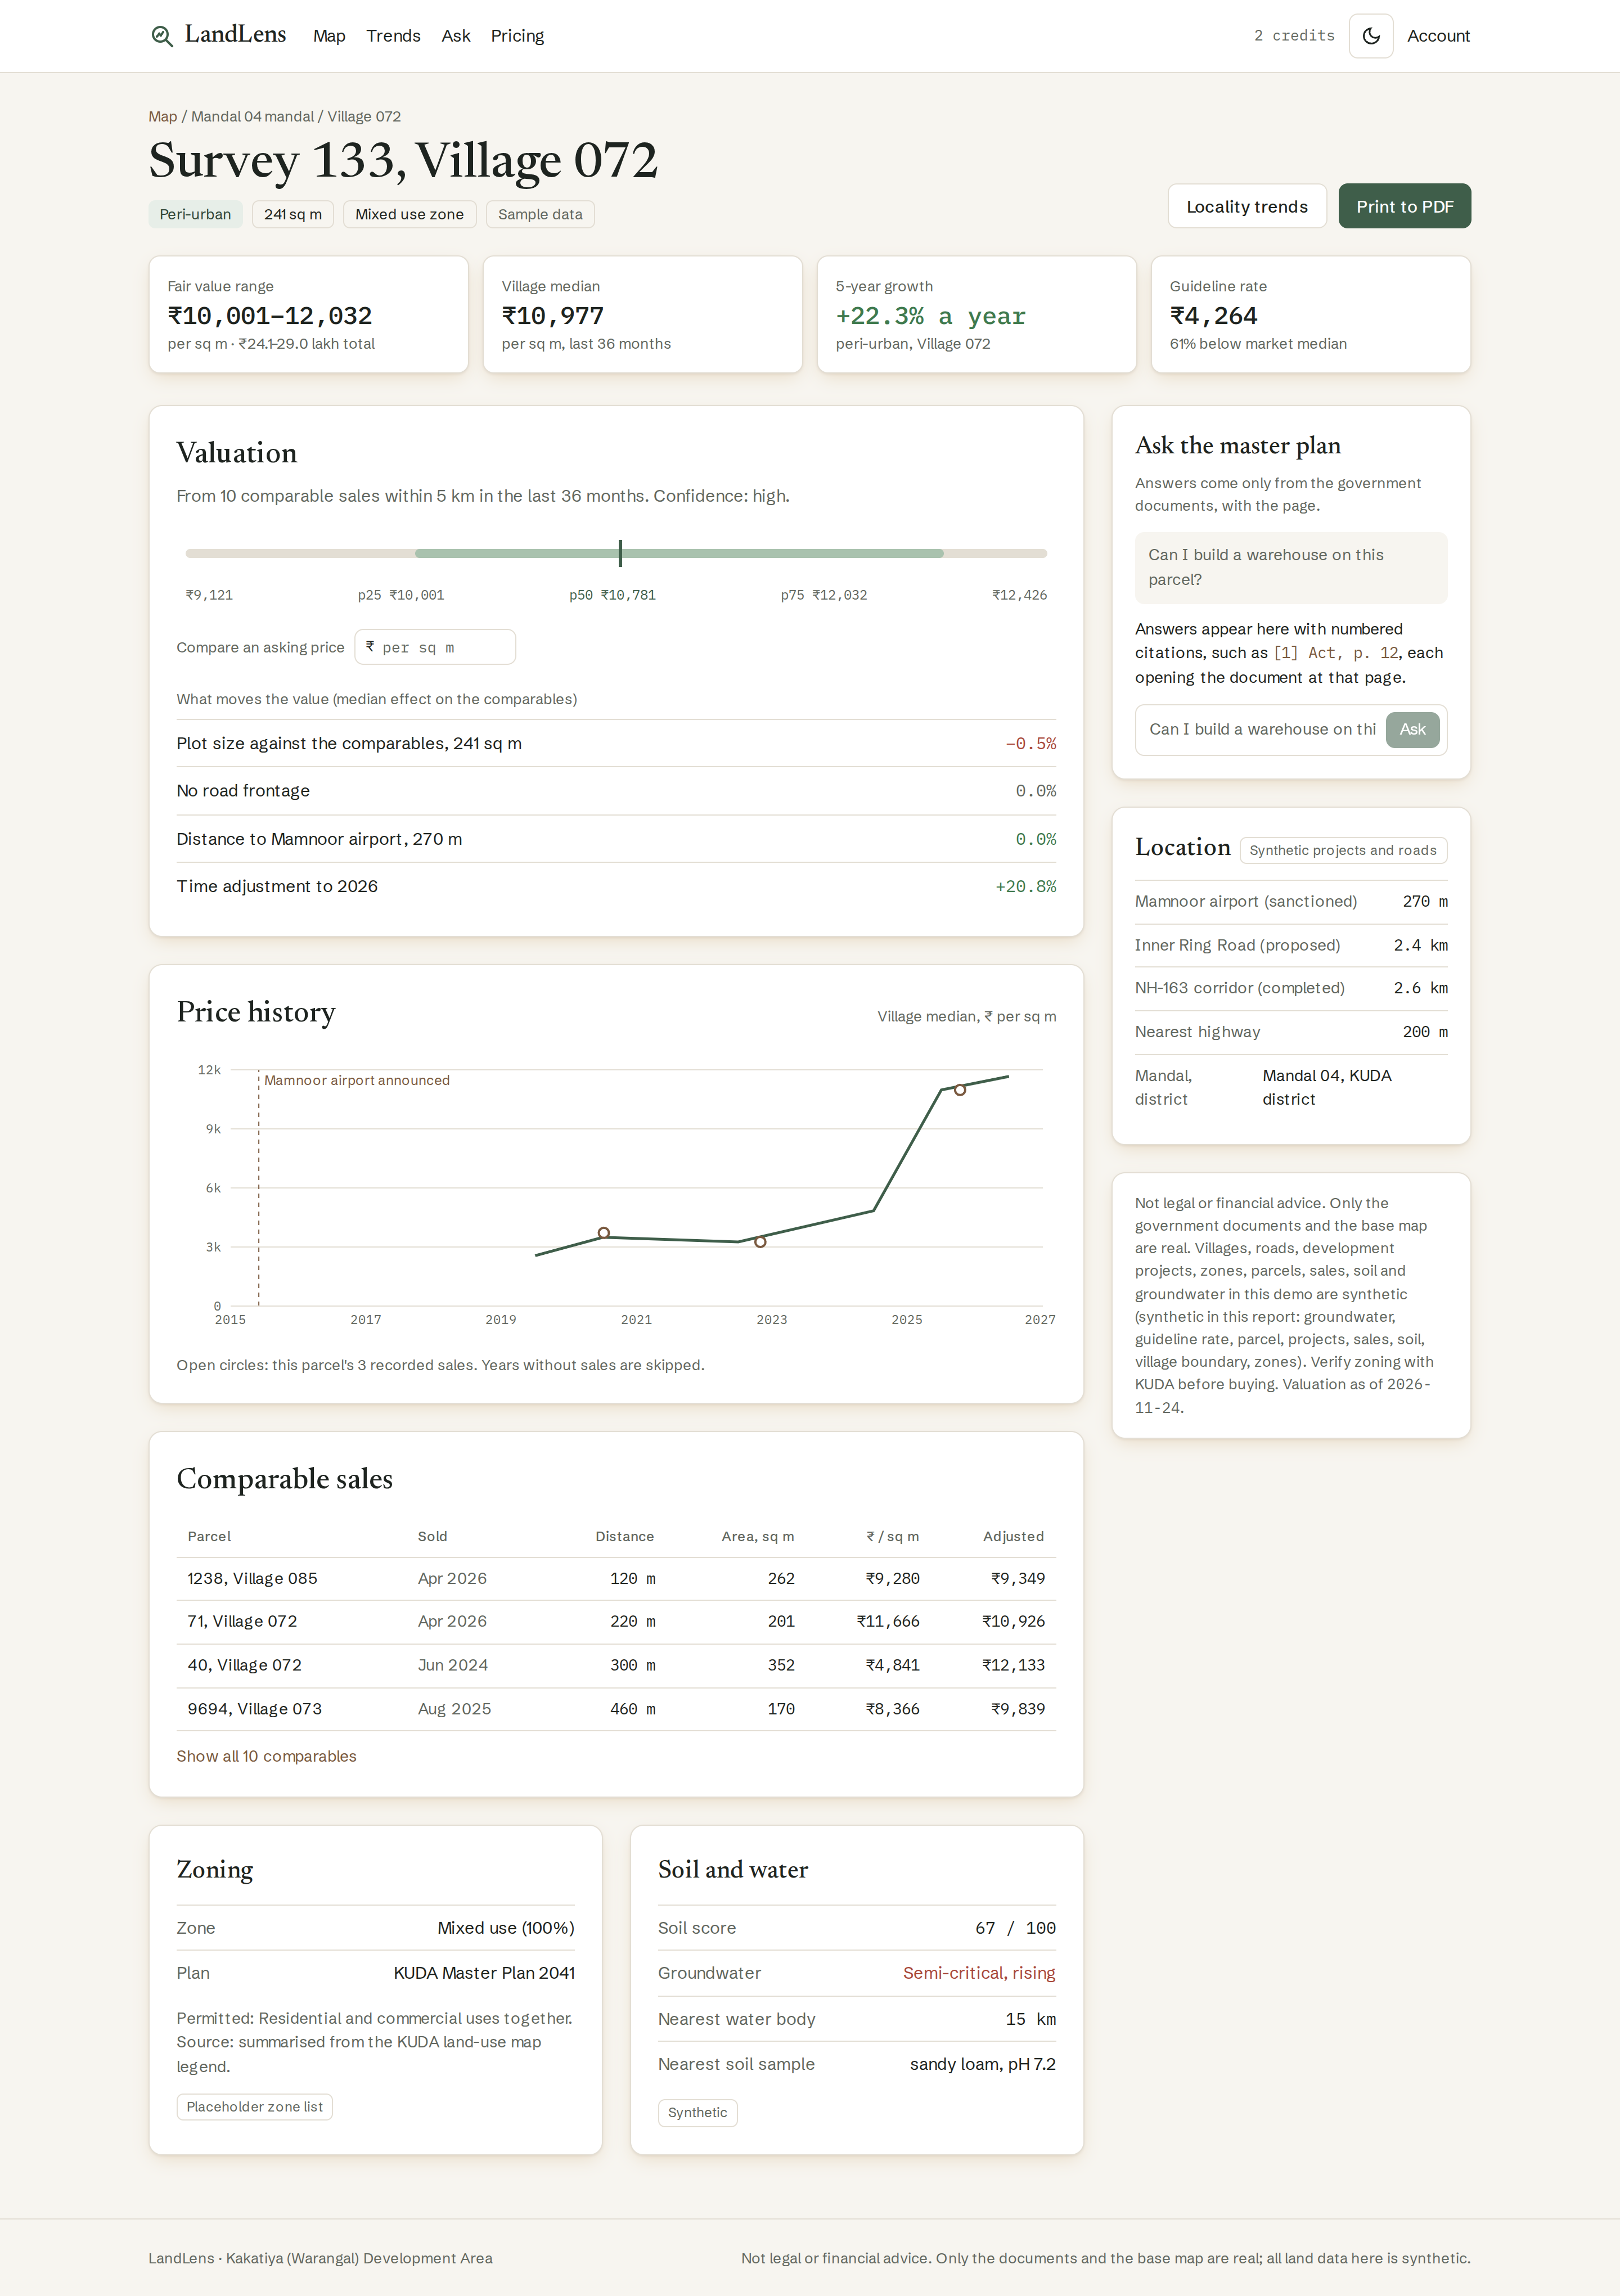 LandLens
Map Trends Ask Pricing
2 credits
Account
Map / Mandal 04 mandal / Village 072
Survey 133, Village 072
Peri-urban
241 sq m
Mixed use zone
Sample data
Locality trends
Print to PDF
Fair value range
₹10,001–12,032
per sq m · ₹24.1–29.0 lakh total
Village median
₹10,977
per sq m, last 36 months
5-year growth
+22.3% a year
peri-urban, Village 072
Guideline rate
₹4,264
61% below market median
Valuation
From 10 comparable sales within 5 km in the last 36 months. Confidence: high.
₹9,121 p25 ₹10,001 p50 ₹10,781 p75 ₹12,032 ₹12,426
Compare an asking price ₹ per sq m
What moves the value (median effect on the comparables)
Plot size against the comparables, 241 sq m −0.5%
No road frontage 0.0%
Distance to Mamnoor airport, 270 m 0.0%
Time adjustment to 2026 +20.8%
Price history
Village median, ₹ per sq m
12k
Mamnoor airport announced
9k
6k
3k
0
2015 2017 2019 2021 2023 2025 2027
Open circles: this parcel's 3 recorded sales. Years without sales are skipped.
Comparable sales
Parcel Sold Distance Area, sq m ₹ / sq m Adjusted
1238, Village 085 Apr 2026 120 m 262 ₹9,280 ₹9,349
71, Village 072 Apr 2026 220 m 201 ₹11,666 ₹10,926
40, Village 072 Jun 2024 300 m 352 ₹4,841 ₹12,133
9694, Village 073 Aug 2025 460 m 170 ₹8,366 ₹9,839
Show all 10 comparables
Zoning
Zone Mixed use (100%)
Plan KUDA Master Plan 2041
Permitted: Residential and commercial uses together.
Source: summarised from the KUDA land-use map
legend.
Placeholder zone list
Soil and water
Soil score 67 / 100
Groundwater Semi-critical, rising
Nearest water body 15 km
Nearest soil sample sandy loam, pH 7.2
Synthetic
Ask the master plan
Answers come only from the government
documents, with the page.
Can I build a warehouse on this
parcel?
Answers appear here with numbered
citations, such as [1] Act, p. 12, each
opening the document at that page.
Can I build a warehouse on thi
Ask
Location
Synthetic projects and roads
Mamnoor airport (sanctioned) 270 m
Inner Ring Road (proposed) 2.4 km
NH-163 corridor (completed) 2.6 km
Nearest highway 200 m
Mandal, Mandal 04, KUDA
district district
Not legal or financial advice. Only the
government documents and the base map
are real. Villages, roads, development
projects, zones, parcels, sales, soil and
groundwater in this demo are synthetic
(synthetic in this report: groundwater,
guideline rate, parcel, projects, sales, soil,
village boundary, zones). Verify zoning with
KUDA before buying. Valuation as of 2026-
11-24.
LandLens · Kakatiya (Warangal) Development Area
Not legal or financial advice. Only the documents and the base map are real; all land data here is synthetic.